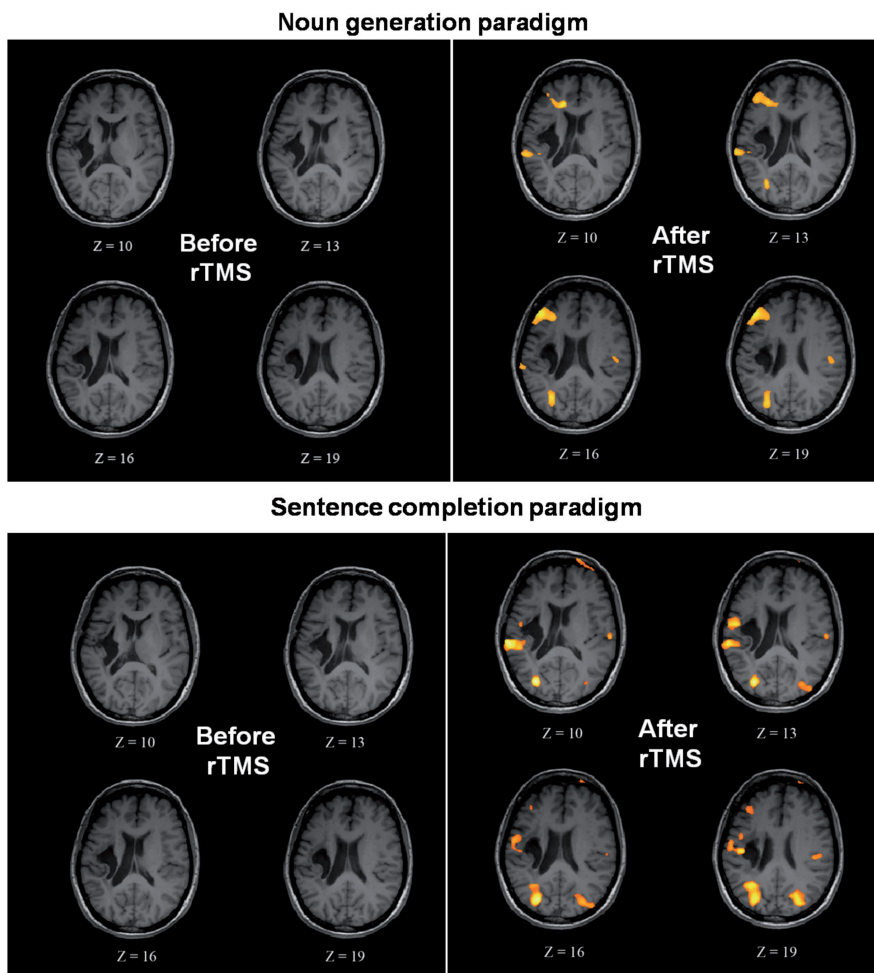 Noun generation paradigm
Z = 10
Before
rTMS
Z = 13
Z = 16
Z = 19
Z = 10
After
rTMS
Z = 13
Z = 16
Z = 19
Sentence completion paradigm
Z = 10
Before
rTMS
Z = 13
Z = 16
Z = 19
Z = 10
After
rTMS
Z = 13
Z = 16
Z = 19